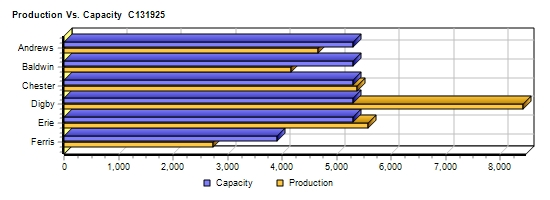 Production Vs. Capacity C131925
Andrews
Baldwin
Chester
Digby
Erie
Ferris
0 1,000 2,000 3,000 4,000 5,000 6,000 7,000 8,000
Capacity Production